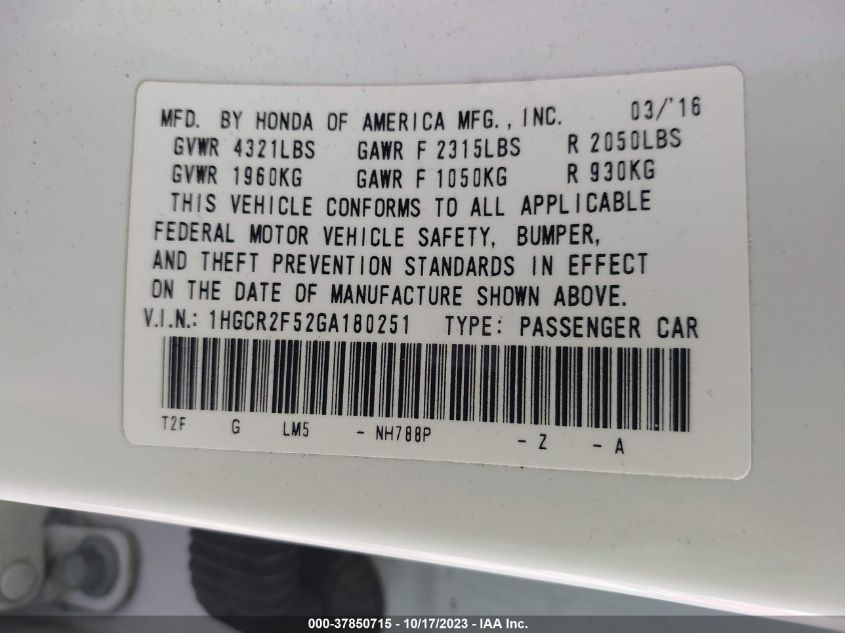 MFD. BY HONDA OF AMERICA MFG., INC. 03/'16
GVWR 4321LBS GAWR F 2315LBS R 2050LBS
GVWR 1960KG GAWR F 1050KG R 930KG
THIS VEHICLE CONFORMS TO ALL APPLICABLE
FEDERAL MOTOR VEHICLE SAFETY, BUMPER,
AND THEFT PREVENTION STANDARDS IN EFFECT
ON THE DATE OF MANUFACTURE SHOWN ABOVE.
V.I.N.: 1HGCR2F52GA180251 TYPE: PASSENGER CAR
T2F G LM5 - NH788P - Z - A
000-37850715 - 10/17/2023 - IAA Inc.